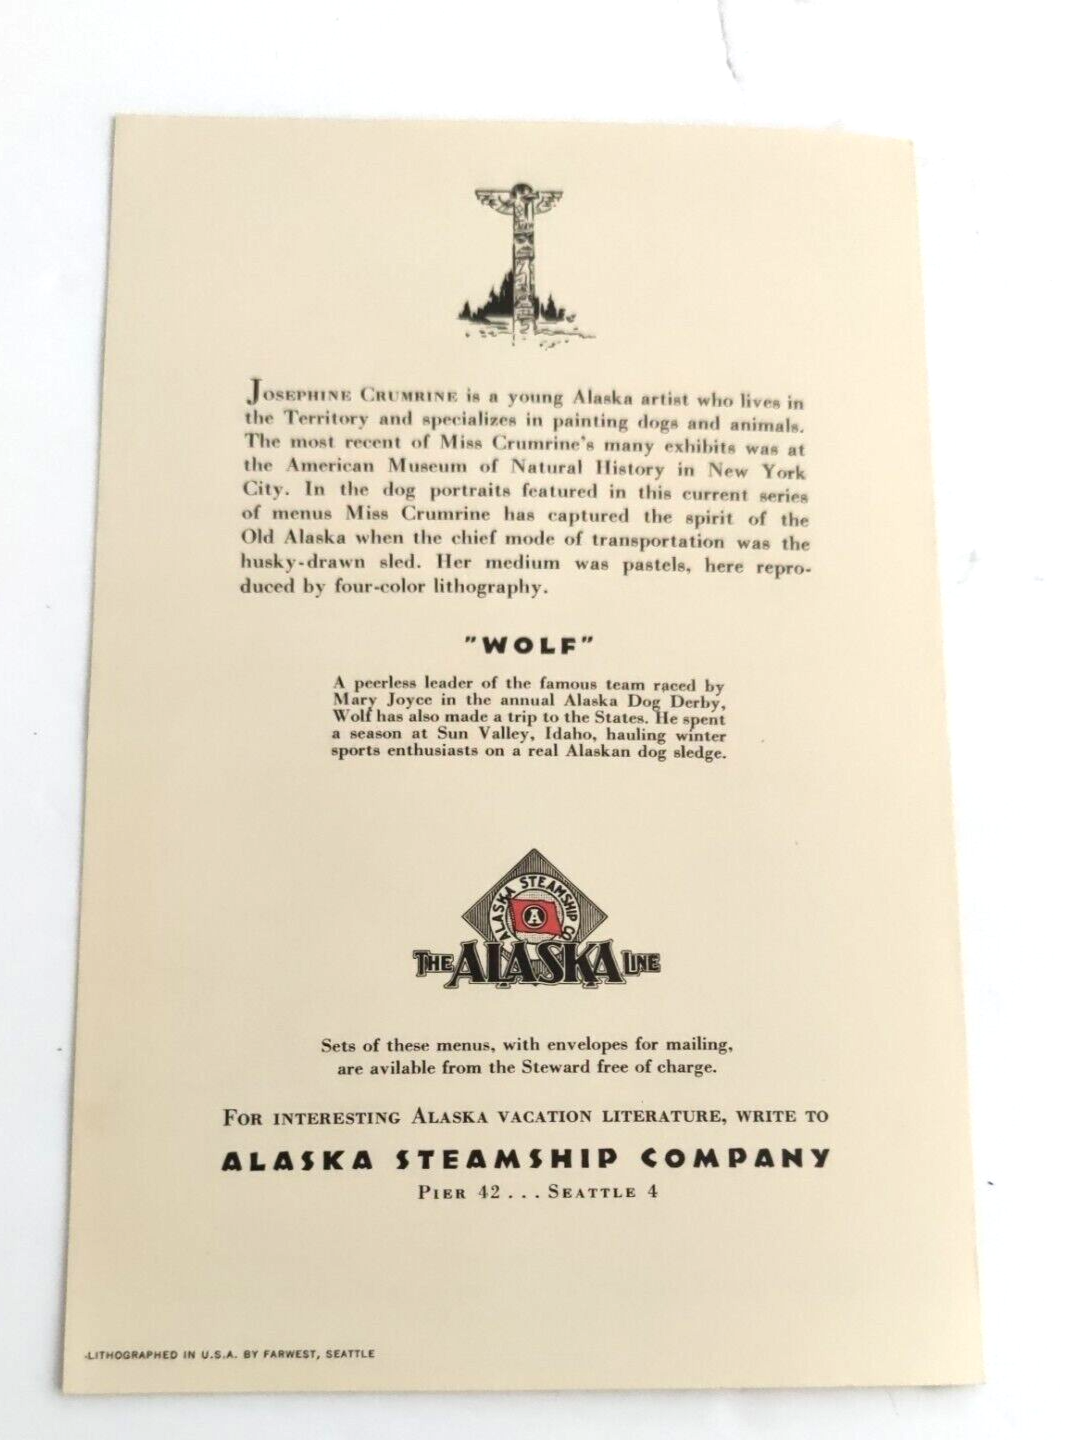 JOSEPHINE CRUMRINE is a young Alaska artist who lives in
the Territory and specializes in painting dogs and animals.
The most recent of Miss Crumrine's many exhibits was at
the American Museum of Natural History in New York
City. In the dog portraits featured in this current series
of menus Miss Crumrine has captured the spirit of the
Old Alaska when the chief mode of transportation was the
husky-drawn sled. Her medium was pastels, here repro-
duced by four-color lithography.
"WOLF"
A peerless leader of the famous team raced by
Mary Joyce in the annual Alaska Dog Derby,
Wolf has also made a trip to the States. He spent
a season at Sun Valley, Idaho, hauling winter
sports enthusiasts on a real Alaskan dog sledge.
ALASKA STEAMSHIP CO.
A
THE ALASKA LINE
Sets of these menus, with envelopes for mailing,
are avilable from the Steward free of charge.
FOR INTERESTING ALASKA VACATION LITERATURE, WRITE TO
ALASKA STEAMSHIP COMPANY
PIER 42 . . . SEATTLE 4
-LITHOGRAPHED IN U.S.A. BY FARWEST, SEATTLE